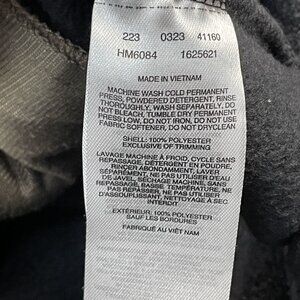 223 0323 41160
HM6084 1625621
MADE IN VIETNAM
MACHINE WASH COLD PERMANENT
PRESS, POWDERED DETERGENT, RINSE
THOROUGHLY, WASH SEPARATELY, DO
NOT BLEACH, TUMBLE DRY PERMANENT
PRESS LOW, DO NOT IRON, DO NOT USE
FABRIC SOFTENER, DO NOT DRYCLEAN
SHELL: 100% POLYESTER
EXCLUSIVE OF TRIMMING
LAVAGE MACHINE À FROID, CYCLE SANS
REPASSAGE, DÉTERGENT EN POUDRE,
RINCER ABONDAMMENT, LAVER
SÉPARÉMENT, NE PAS UTILISER D'EAU
DE JAVEL, SÉCHAGE MACHINE SANS
REPASSAGE, BASSE TEMPÉRATURE, NE
PAS REPASSER, NE PAS UTILISER
D'ASSOUPLISSANT, NETTOYAGE À SEC
INTERDIT
EXTÉRIEUR: 100% POLYESTER
SAUF LES BORDURES
FABRIQUÉ AU VIÊT NAM